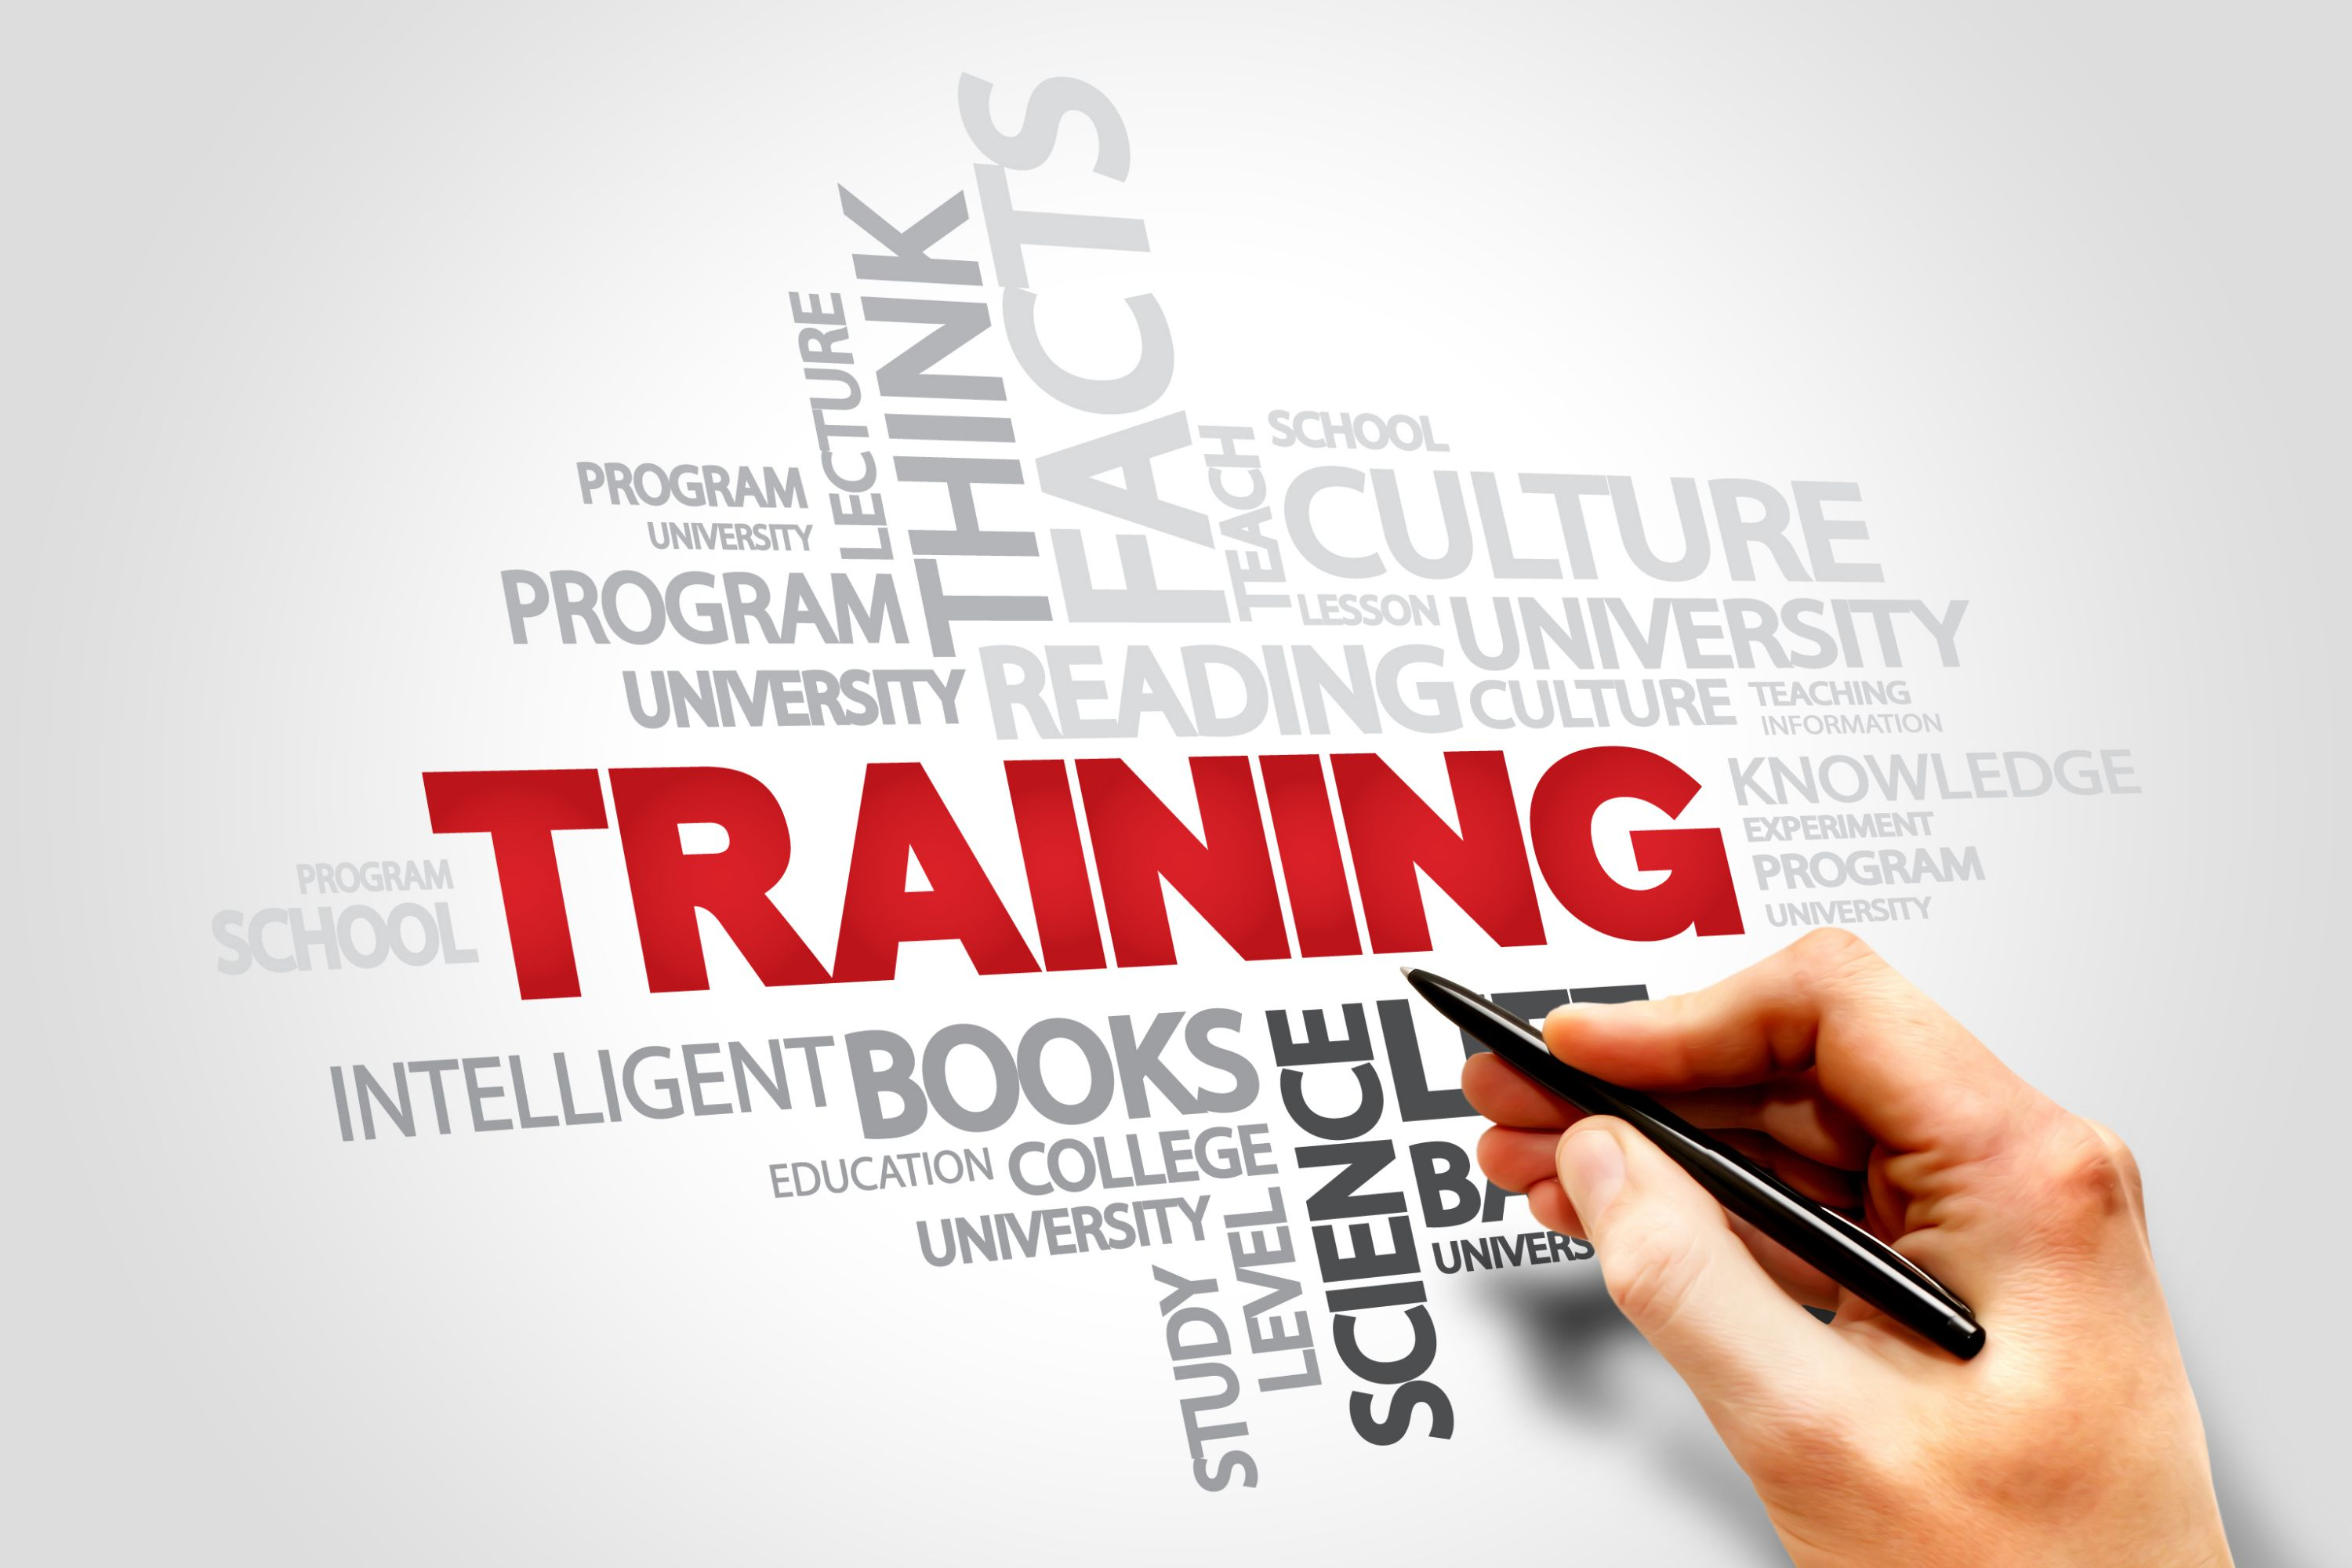 FACTS
THINK
LECTURE
SCHOOL
TEACH
CULTURE
PROGRAM
UNIVERSITY
PROGRAM
LESSON
UNIVERSITY
UNIVERSITY
READING
CULTURE
TEACHING
INFORMATION
TRAINING
KNOWLEDGE
EXPERIMENT
PROGRAM
UNIVERSITY
PROGRAM
SCHOOL
INTELLIGENT
BOOKS
SCIENCE
EDUCATION
COLLEGE
UNIVERSITY
LEVEL
STUDY